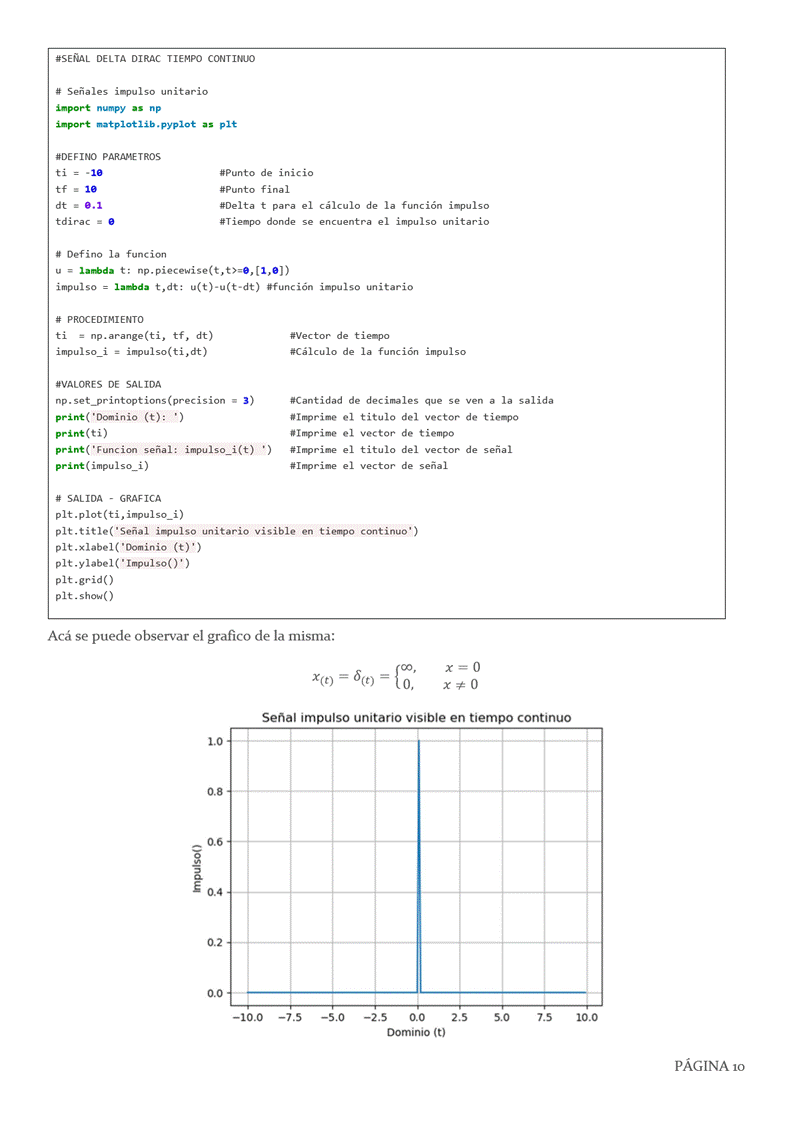 #SEÑAL DELTA DIRAC TIEMPO CONTINUO
# Señales impulso unitario
import numpy as np
import matplotlib.pyplot as plt
#DEFINO PARAMETROS
ti = -10 #Punto de inicio
tf = 10 #Punto final
dt = 0.1 #Delta t para el cálculo de la función impulso
tdirac = 0 #Tiempo donde se encuentra el impulso unitario
# Defino la funcion
u = lambda t: np.piecewise(t,t>=0,[1,0])
impulso = lambda t,dt: u(t)-u(t-dt) #función impulso unitario
# PROCEDIMIENTO
ti  = np.arange(ti, tf, dt) #Vector de tiempo
impulso_i = impulso(ti,dt) #Cálculo de la función impulso
#VALORES DE SALIDA
np.set_printoptions(precision = 3) #Cantidad de decimales que se ven a la salida
print('Dominio (t): ') #Imprime el titulo del vector de tiempo
print(ti) #Imprime el vector de tiempo
print('Funcion señal: impulso_i(t) ') #Imprime el titulo del vector de señal
print(impulso_i) #Imprime el vector de señal
# SALIDA - GRAFICA
plt.plot(ti,impulso_i)
plt.title('Señal impulso unitario visible en tiempo continuo')
plt.xlabel('Dominio (t)')
plt.ylabel('Impulso()')
plt.grid()
plt.show()
Acá se puede observar el grafico de la misma:
x(t) = δ(t) = {∞, x = 0
0, x ≠ 0
Señal impulso unitario visible en tiempo continuo
1.0
0.8
0.6
0.4
0.2
0.0
Impulso()
−10.0 −7.5 −5.0 −2.5 0.0 2.5 5.0 7.5 10.0
Dominio (t)
PÁGINA 10